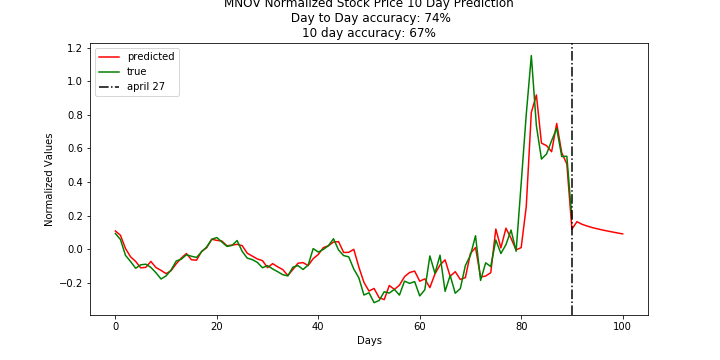 MNOV Normalized Stock Price 10 Day Prediction
Day to Day accuracy: 74%
10 day accuracy: 67%
predicted
true
april 27
Normalized Values
1.2
1.0
0.8
0.6
0.4
0.2
0.0
−0.2
0
20
40
60
80
100
Days